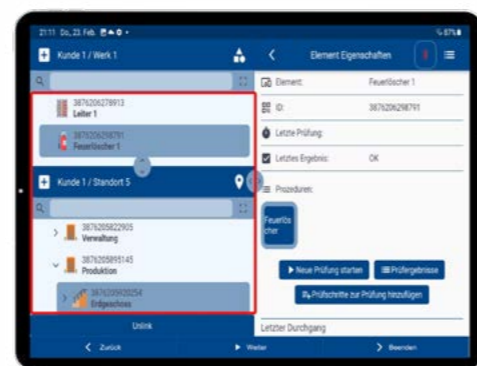 21:11 Do., 23. Feb.
87%
Kunde 1 / Werk 1
Element Eigenschaften
3876206278913
Leiter 1
3876206298791
Feuerlöscher 1
Kunde 1 / Standort 5
3876205822905
Verwaltung
3876205895145
Produktion
3876205920254
Erdgeschoss
Unlink
Element:
Feuerlöscher 1
ID:
3876206298791
Letzte Prüfung:
Letztes Ergebnis:
OK
Prozeduren:
Feuerlös
cher
Neue Prüfung starten
Prüfergebnisse
Prüfschritte zur Prüfung hinzufügen
Letzter Durchgang
Zurück
Weiter
Beenden